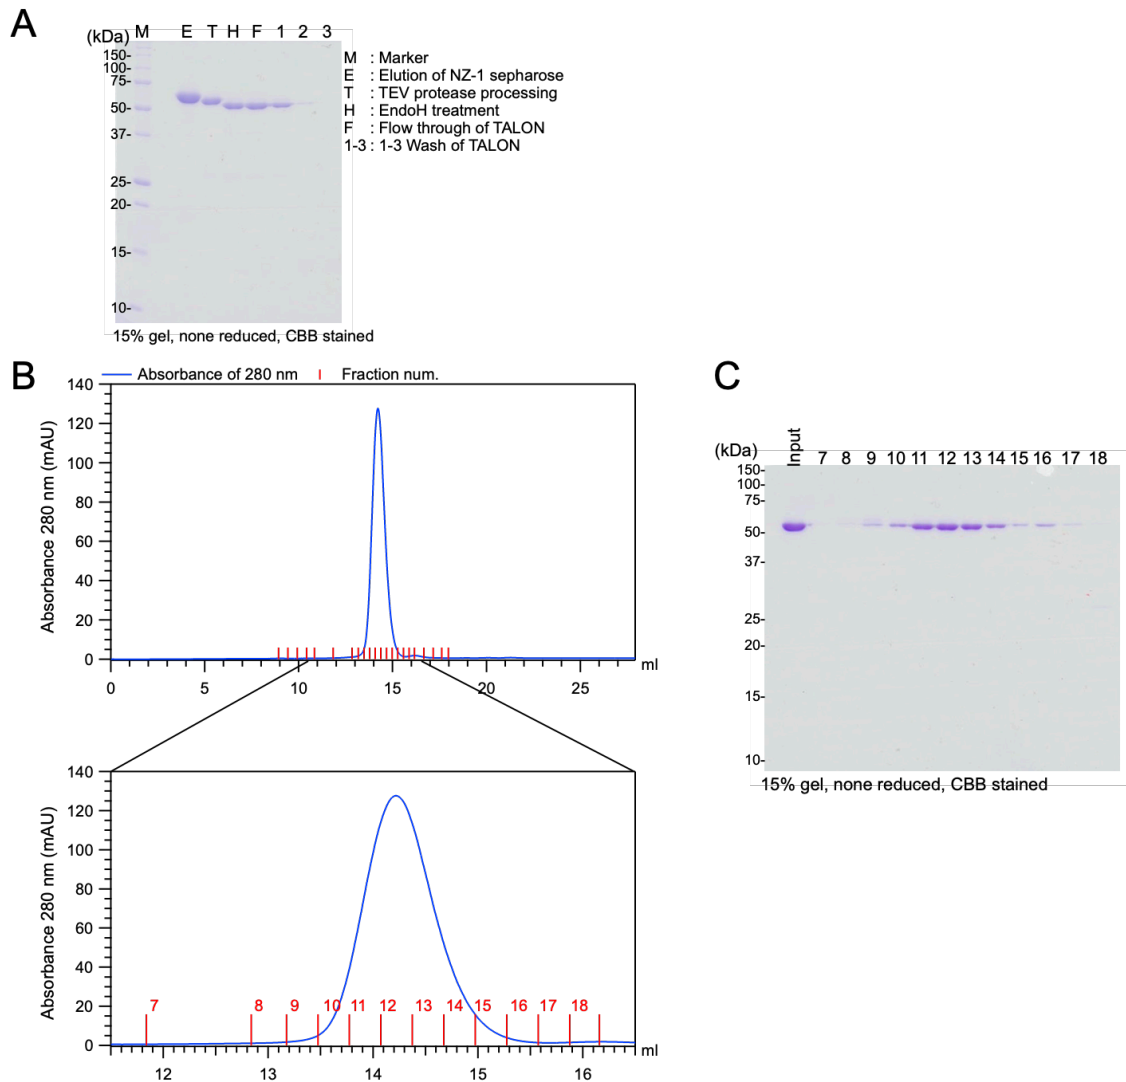 A
(kDa) M E T H F 1 2 3
150-
100-
75-
50-
37-
25-
20-
15-
10-
M : Marker
E : Elution of NZ-1 sepharose
T : TEV protease processing
H : EndoH treatment
F : Flow through of TALON
1-3 : 1-3 Wash of TALON
15% gel, none reduced, CBB stained
B
Absorbance of 280 nm Fraction num.
Absorbance 280 nm (mAU)
140
120
100
80
60
40
20
0
0 5 10 15 20 25
ml
Absorbance 280 nm (mAU)
140
120
100
80
60
40
20
0
7 8 9 10 11 12 13 14 15 16 17 18
12 13 14 15 16
ml
C
(kDa) Input 7 8 9 10 11 12 13 14 15 16 17 18
150-
100-
75-
50-
37-
25-
20-
15-
10-
15% gel, none reduced, CBB stained